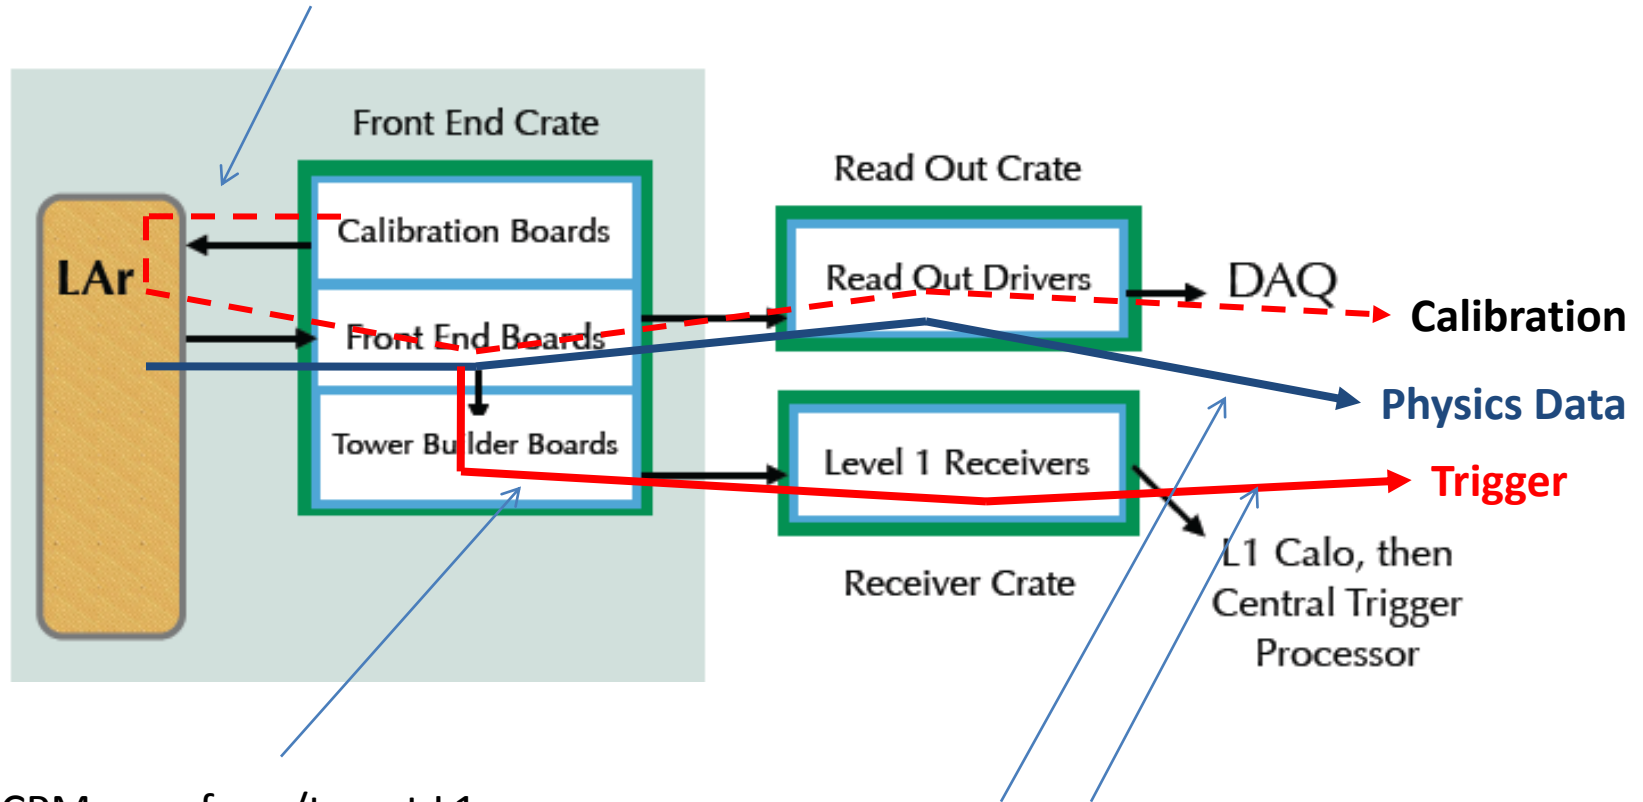 Front End Crate
Read Out Crate
Calibration Boards
LAr
Read Out Drivers
DAQ
Calibration
Front End Boards
Physics Data
Tower Builder Boards
Level 1 Receivers
Trigger
L1 Calo, then
Central Trigger
Processor
Receiver Crate